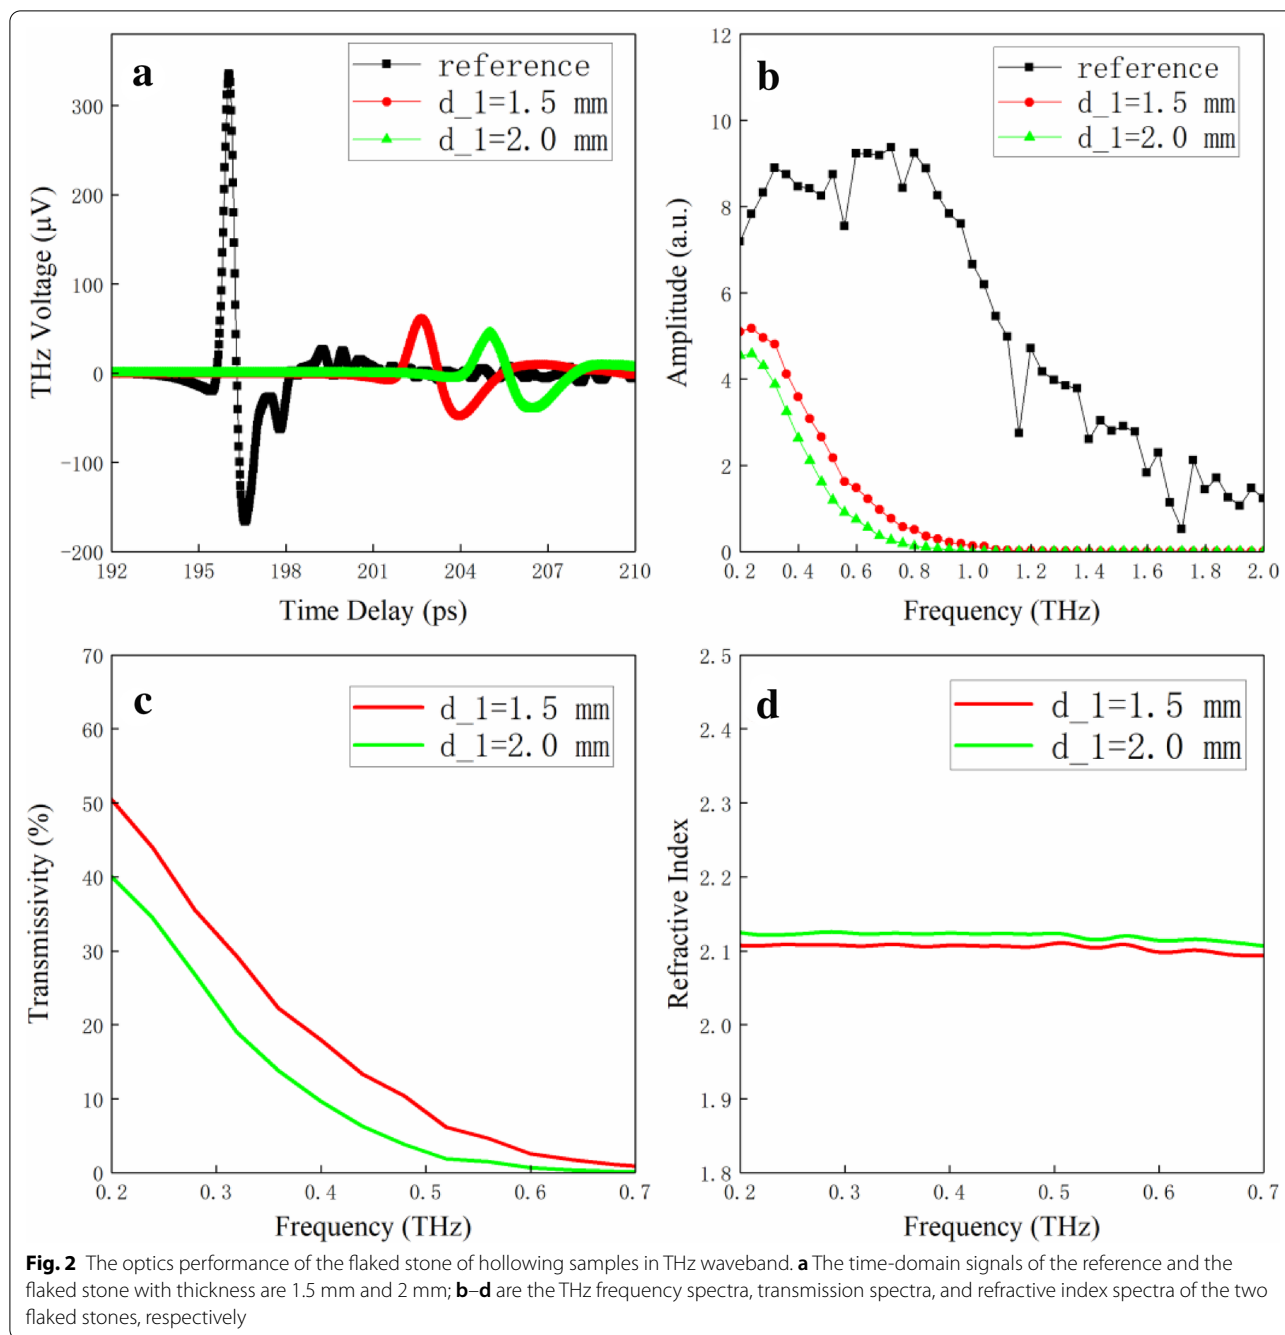 a
reference
d_1=1.5 mm
d_1=2.0 mm
THz Voltage (μV)
300
200
100
0
-100
-200
192 195 198 201 204 207 210
Time Delay (ps)
b
reference
d_1=1.5 mm
d_1=2.0 mm
Amplitude (a.u.)
12
10
8
6
4
2
0
0.2 0.4 0.6 0.8 1.0 1.2 1.4 1.6 1.8 2.0
Frequency (THz)
c
d_1=1.5 mm
d_1=2.0 mm
Transmissivity (%)
70
60
50
40
30
20
10
0
0.2 0.3 0.4 0.5 0.6 0.7
Frequency (THz)
d
d_1=1.5 mm
d_1=2.0 mm
Refractive Index
2.5
2.4
2.3
2.2
2.1
2.0
1.9
1.8
0.2 0.3 0.4 0.5 0.6 0.7
Frequency (THz)
Fig. 2 The optics performance of the flaked stone of hollowing samples in THz waveband. a The time-domain signals of the reference and the
flaked stone with thickness are 1.5 mm and 2 mm; b–d are the THz frequency spectra, transmission spectra, and refractive index spectra of the two
flaked stones, respectively